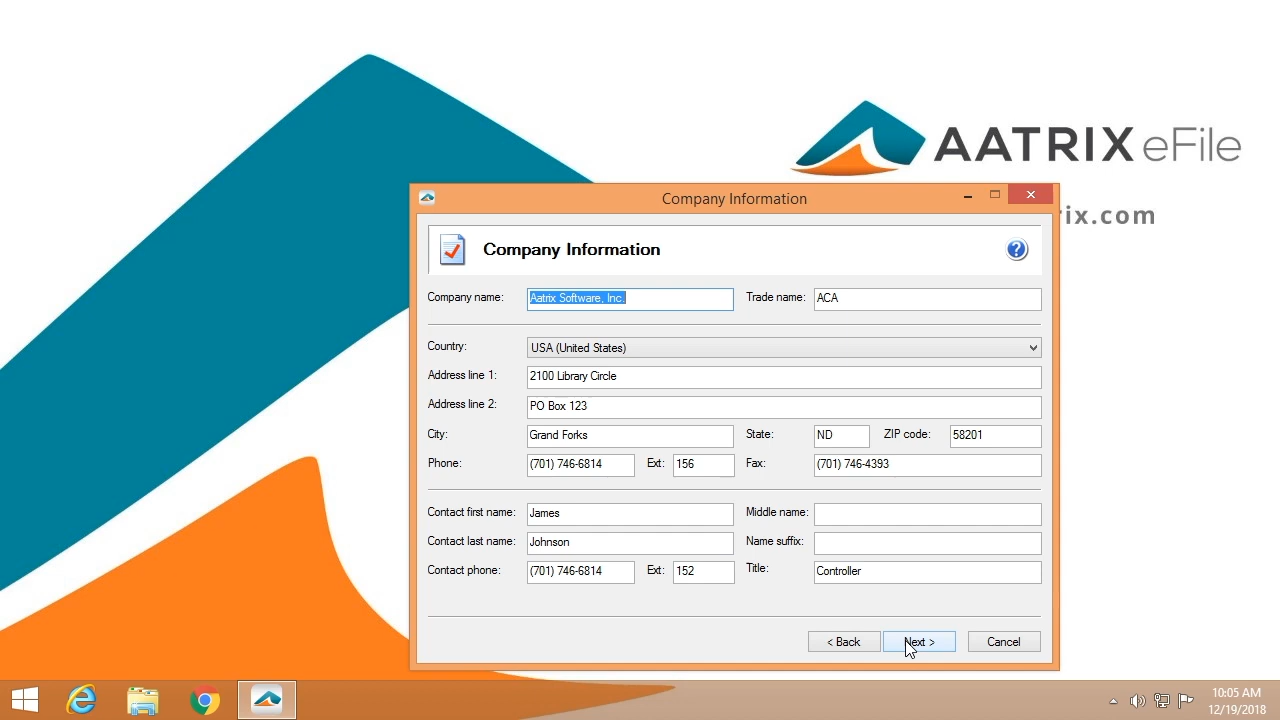 AATRIX eFile
rix.com
Company Information
Company Information
Company name: Aatrix Software, Inc. Trade name: ACA
Country: USA (United States)
Address line 1: 2100 Library Circle
Address line 2: PO Box 123
City: Grand Forks State: ND ZIP code: 58201
Phone: (701) 746-6814 Ext: 156 Fax: (701) 746-4393
Contact first name: James Middle name:
Contact last name: Johnson Name suffix:
Contact phone: (701) 746-6814 Ext: 152 Title: Controller
< Back Next > Cancel
10:05 AM
12/19/2018